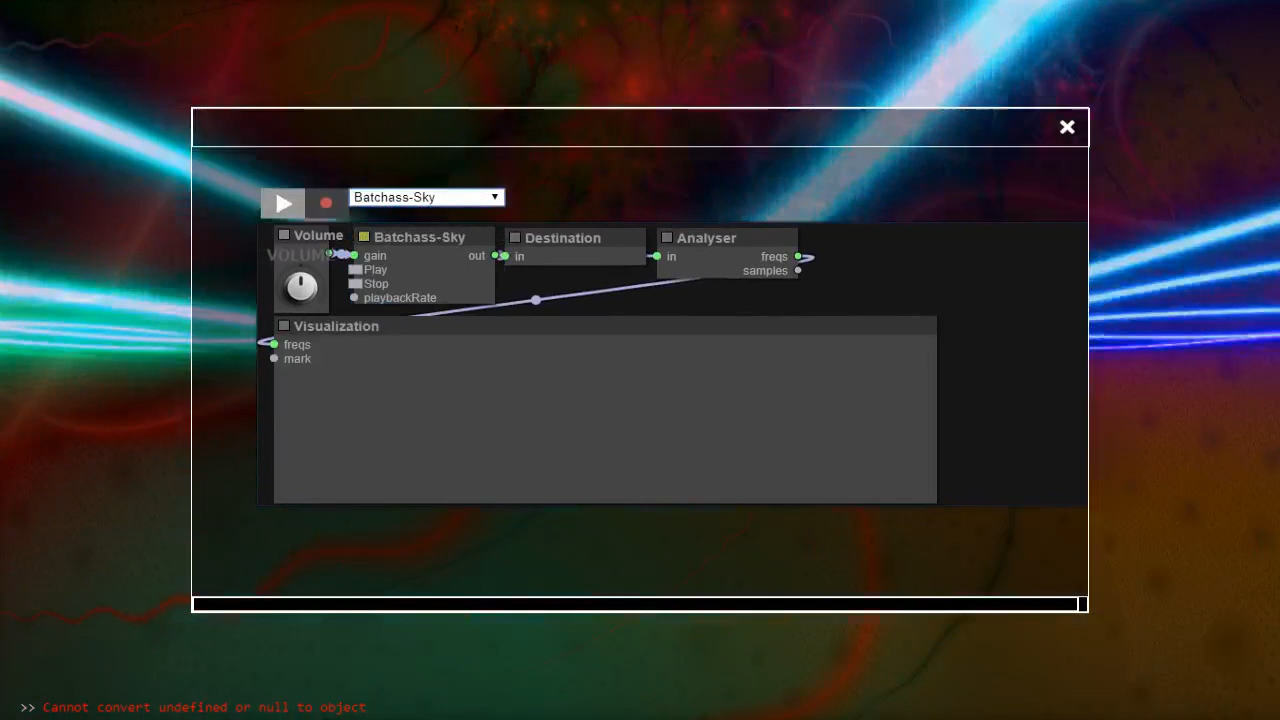 Batchass-Sky
Volume
VOLUME
Batchass-Sky
gain
out
Play
Stop
playbackRate
Destination
in
Analyser
in
freqs
samples
Visualization
freqs
mark
>> Cannot convert undefined or null to object